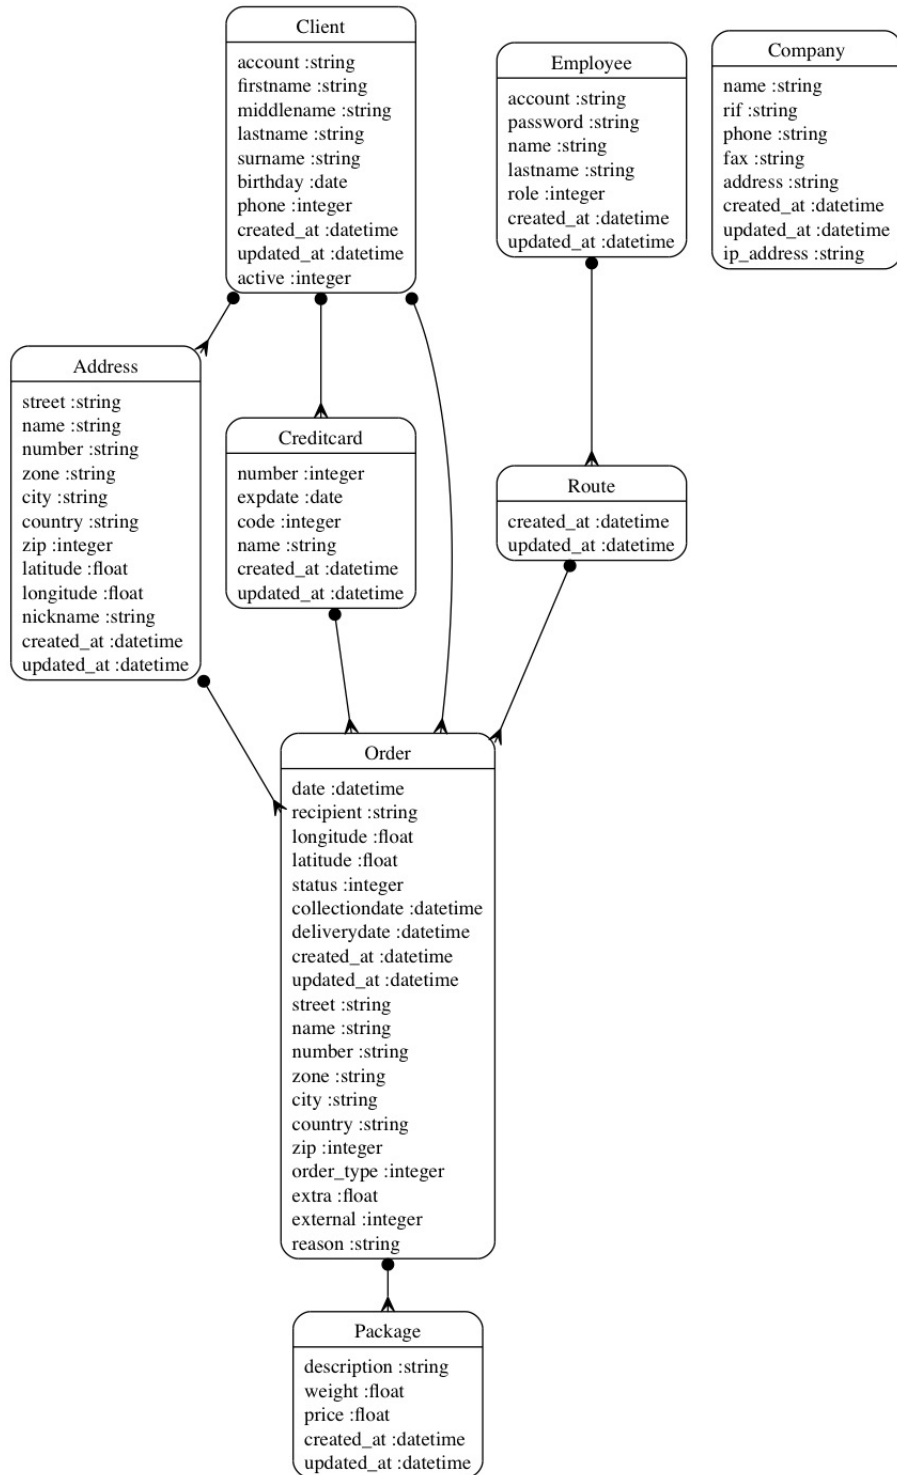 Client
account :string
firstname :string
middlename :string
lastname :string
surname :string
birthday :date
phone :integer
created_at :datetime
updated_at :datetime
active :integer
Employee
account :string
password :string
name :string
lastname :string
role :integer
created_at :datetime
updated_at :datetime
Company
name :string
rif :string
phone :string
fax :string
address :string
created_at :datetime
updated_at :datetime
ip_address :string
Address
street :string
name :string
number :string
zone :string
city :string
country :string
zip :integer
latitude :float
longitude :float
nickname :string
created_at :datetime
updated_at :datetime
Creditcard
number :integer
expdate :date
code :integer
name :string
created_at :datetime
updated_at :datetime
Route
created_at :datetime
updated_at :datetime
Order
date :datetime
recipient :string
longitude :float
latitude :float
status :integer
collectiondate :datetime
deliverydate :datetime
created_at :datetime
updated_at :datetime
street :string
name :string
number :string
zone :string
city :string
country :string
zip :integer
order_type :integer
extra :float
external :integer
reason :string
Package
description :string
weight :float
price :float
created_at :datetime
updated_at :datetime